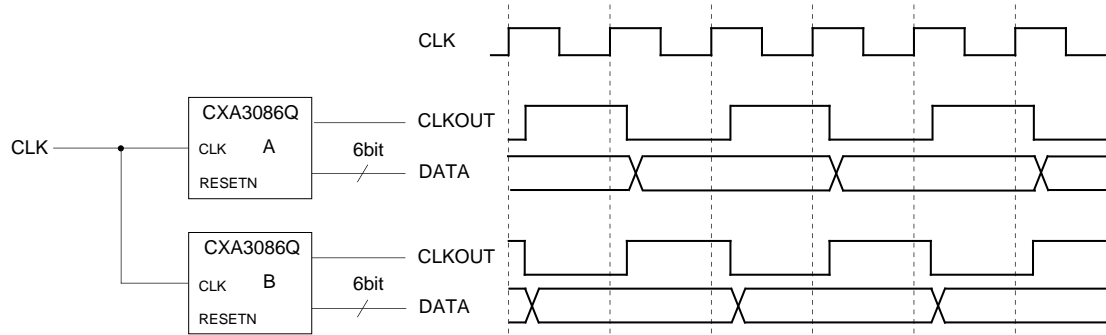 CLK
CXA3086Q
CLK A
RESETN
6bit
CLKOUT
DATA
CLK
CXA3086Q
CLK B
RESETN
6bit
CLKOUT
DATA